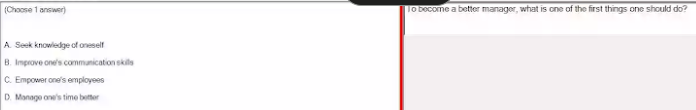 (Choose 1 answer)
To become a better manager, what is one of the first things one should do?
A. Seek knowledge of oneself
B. Improve one's communication skills
C. Empower one's employees
D. Manage one's time better